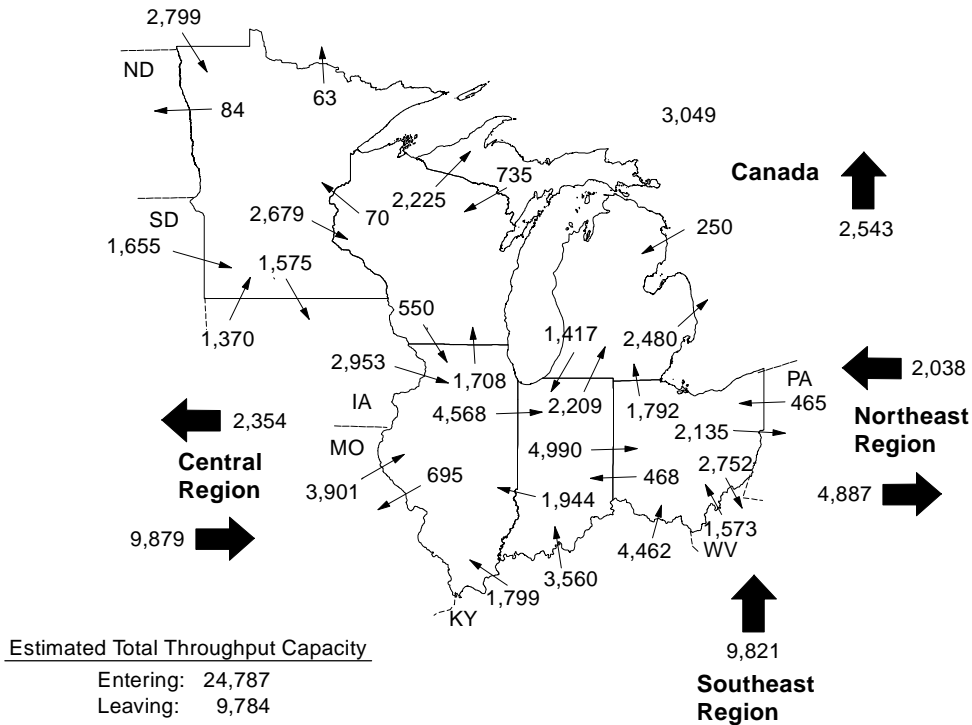 2,799
ND
63
84
3,049
735
Canada
2,225
70
SD
2,679
250
2,543
1,655
1,575
550
1,417
2,480
1,370
2,953
1,708
PA
2,038
IA
2,209
1,792
465
4,568
2,354
2,135
Northeast
Region
MO
4,990
Central
Region
695
468
2,752
3,901
1,944
4,887
9,879
4,462
1,573
WV
3,560
1,799
KY
Estimated Total Throughput Capacity
9,821
Entering: 24,787
Southeast
Region
Leaving: 9,784